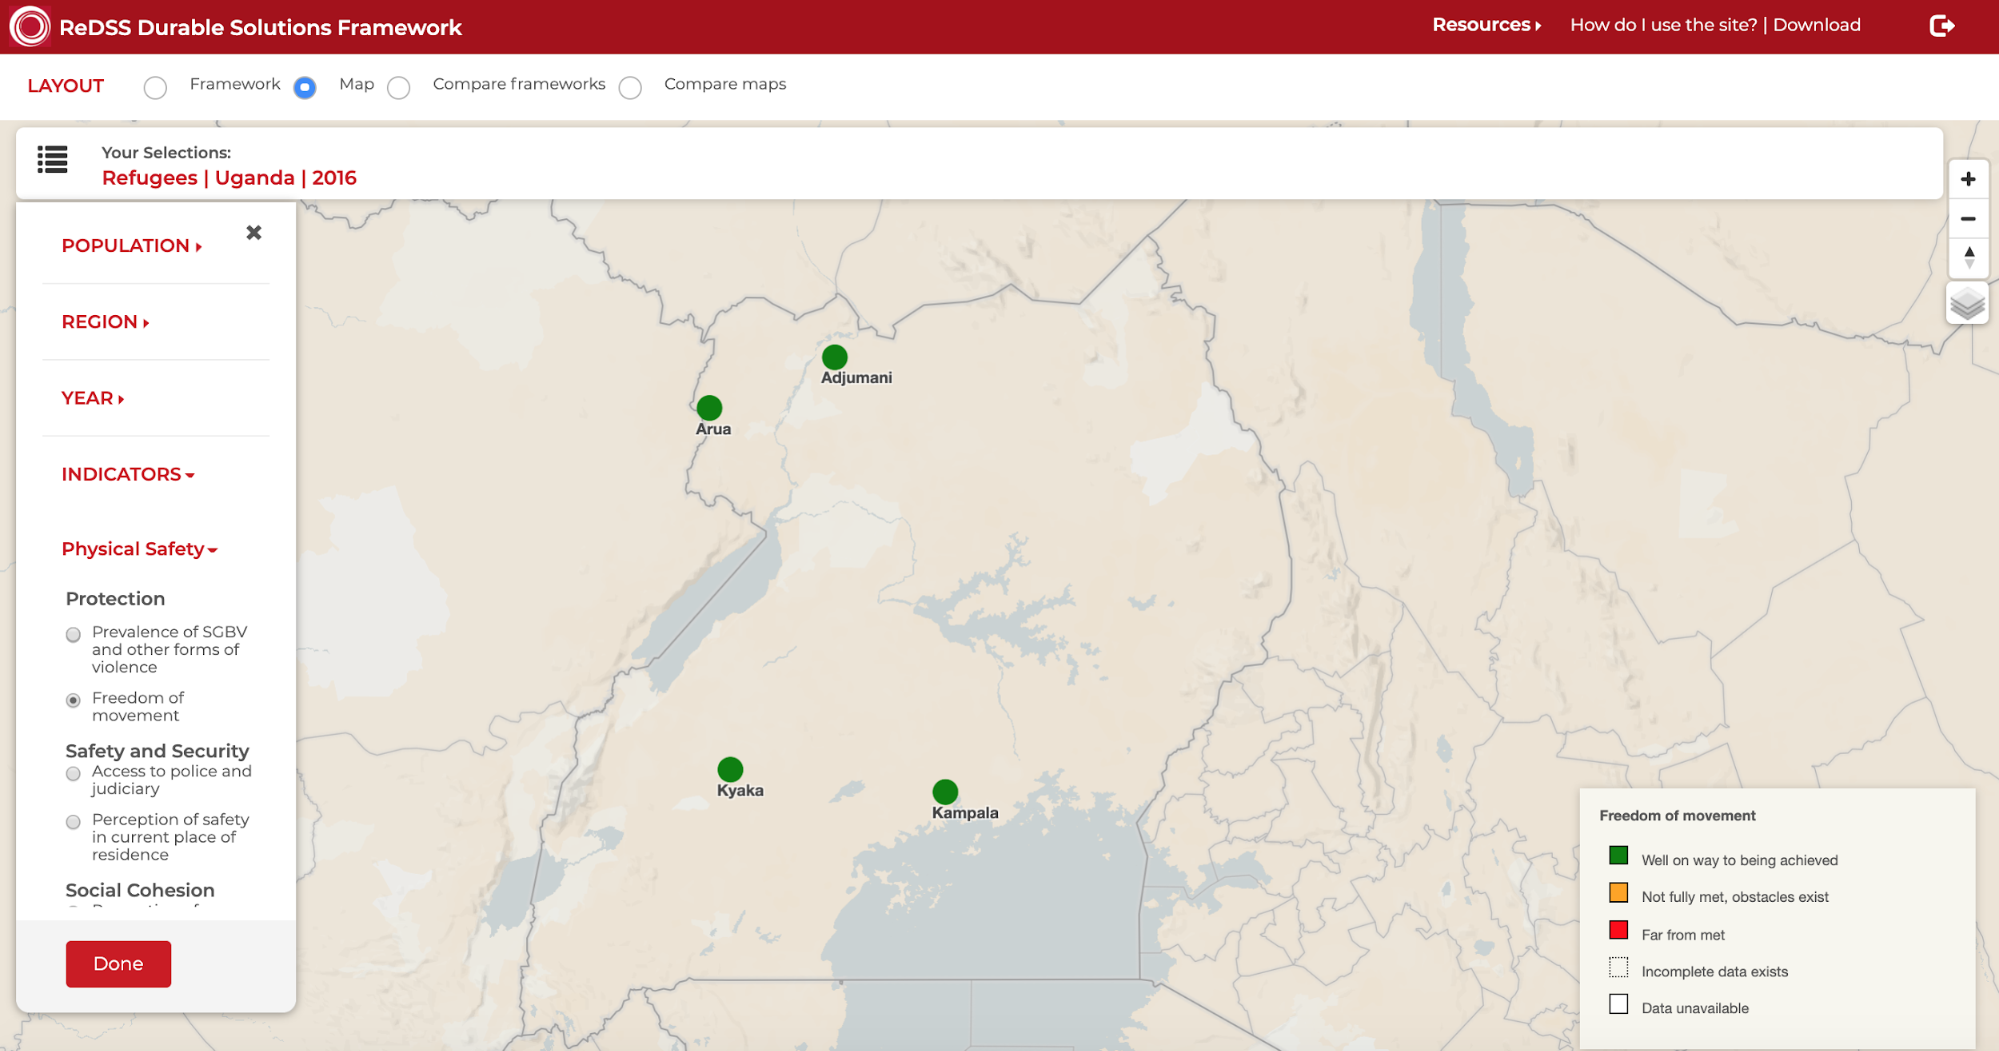 ReDSS Durable Solutions Framework
Resources
How do I use the site? | Download
LAYOUT
Framework
Map
Compare frameworks
Compare maps
Your Selections:
Refugees | Uganda | 2016
POPULATION
REGION
YEAR
INDICATORS
Physical Safety
Protection
Prevalence of SGBV
and other forms of
violence
Freedom of
movement
Safety and Security
Access to police and
judiciary
Perception of safety
in current place of
residence
Social Cohesion
Done
Adjumani
Arua
Kyaka
Kampala
Freedom of movement
Well on way to being achieved
Not fully met, obstacles exist
Far from met
Incomplete data exists
Data unavailable